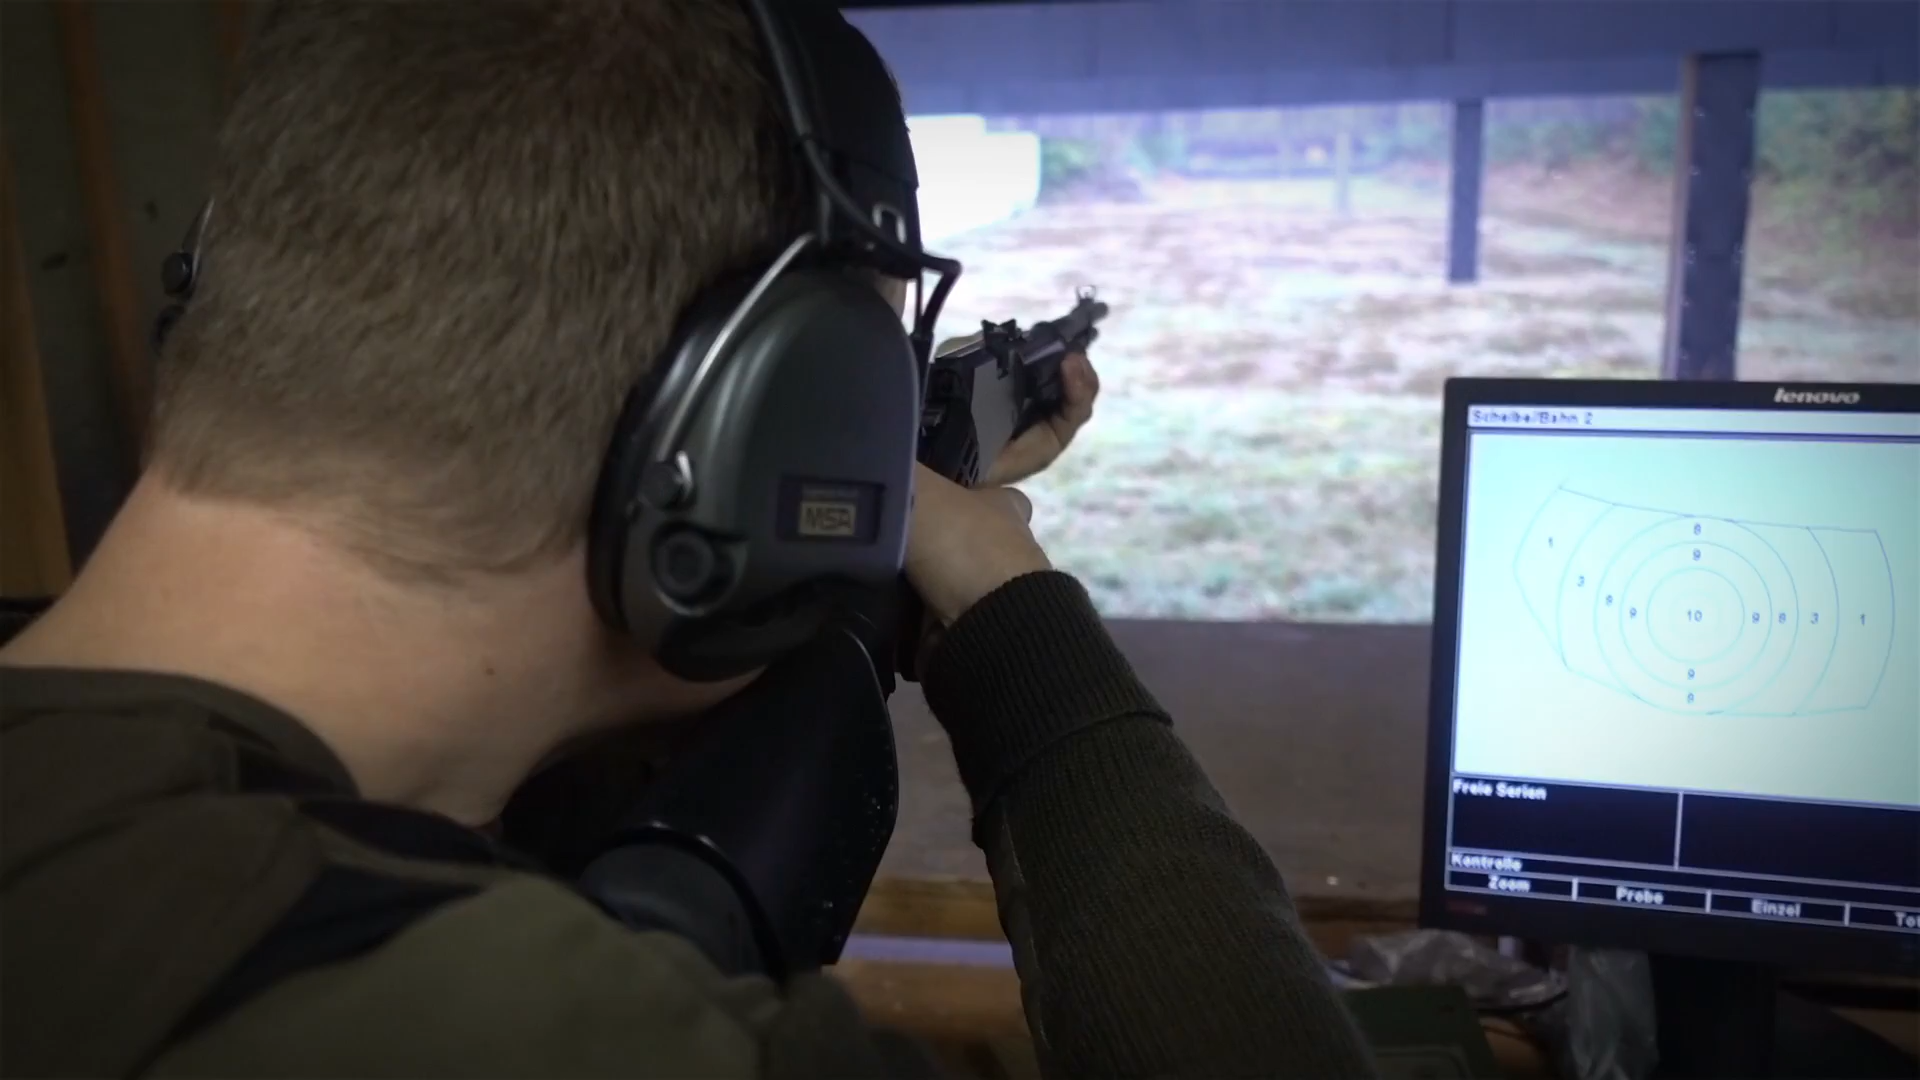 MSA
lenovo
Scheibe/Bahn 2
8
9
1
3
8
9
10
9
8
3
1
9
8
Freie Serien
Kontrolle
Zoom
Probe
Einzel
Tot